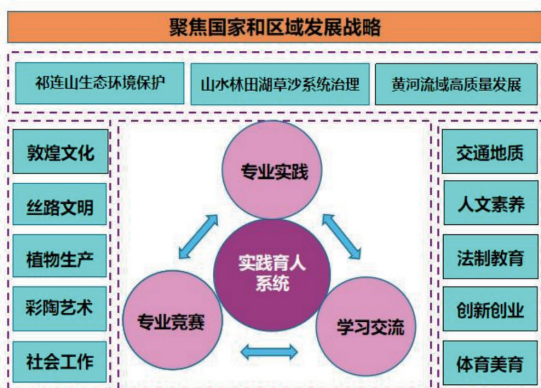 聚焦国家和区域发展战略
祁连山生态环境保护
山水林田湖草沙系统治理
黄河流域高质量发展
敦煌文化
丝路文明
植物生产
彩陶艺术
社会工作
专业实践
实践育人
系统
专业竞赛
学习交流
交通地质
人文素养
法制教育
创新创业
体育美育